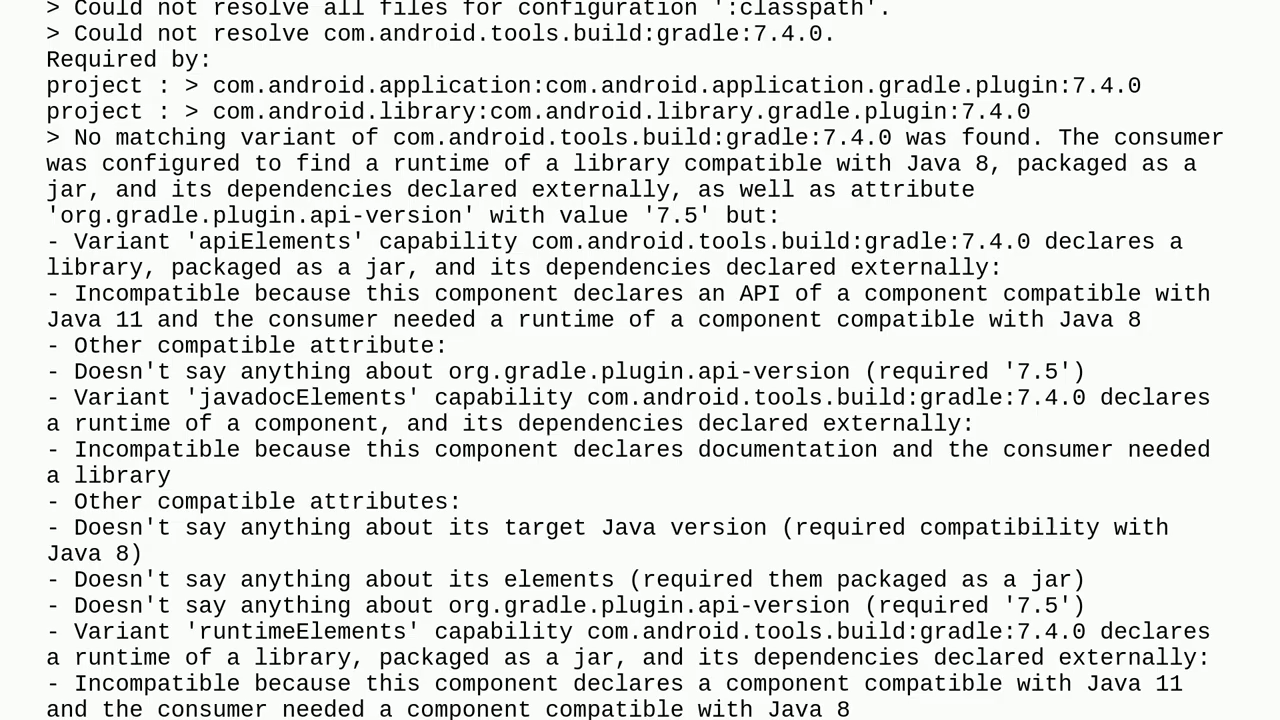 > Could not resolve all files for configuration ':classpath'.
> Could not resolve com.android.tools.build:gradle:7.4.0.
Required by:
project : > com.android.application:com.android.application.gradle.plugin:7.4.0
project : > com.android.library:com.android.library.gradle.plugin:7.4.0
> No matching variant of com.android.tools.build:gradle:7.4.0 was found. The consumer
was configured to find a runtime of a library compatible with Java 8, packaged as a
jar, and its dependencies declared externally, as well as attribute
'org.gradle.plugin.api-version' with value '7.5' but:
- Variant 'apiElements' capability com.android.tools.build:gradle:7.4.0 declares a
library, packaged as a jar, and its dependencies declared externally:
- Incompatible because this component declares an API of a component compatible with
Java 11 and the consumer needed a runtime of a component compatible with Java 8
- Other compatible attribute:
- Doesn't say anything about org.gradle.plugin.api-version (required '7.5')
- Variant 'javadocElements' capability com.android.tools.build:gradle:7.4.0 declares
a runtime of a component, and its dependencies declared externally:
- Incompatible because this component declares documentation and the consumer needed
a library
- Other compatible attributes:
- Doesn't say anything about its target Java version (required compatibility with
Java 8)
- Doesn't say anything about its elements (required them packaged as a jar)
- Doesn't say anything about org.gradle.plugin.api-version (required '7.5')
- Variant 'runtimeElements' capability com.android.tools.build:gradle:7.4.0 declares
a runtime of a library, packaged as a jar, and its dependencies declared externally:
- Incompatible because this component declares a component compatible with Java 11
and the consumer needed a component compatible with Java 8